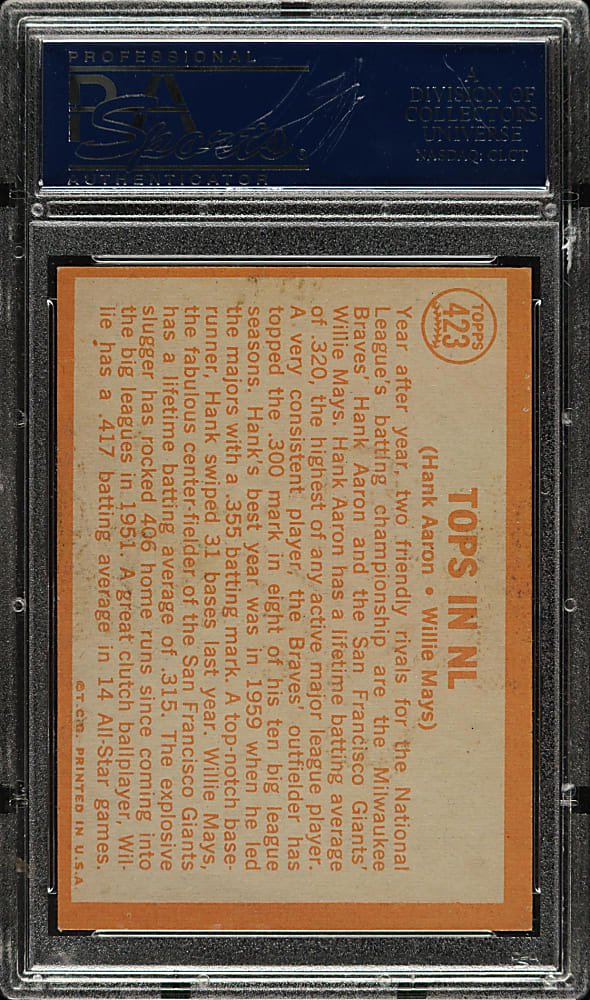 PROFESSIONAL
PSA
Sports
AUTHENTICATOR
A
DIVISION OF
COLLECTORS
UNIVERSE
NASDAQ: CLCT
TOPPS
423
TOPS IN NL
(Hank Aaron • Willie Mays)
Year after year, two friendly rivals for the National
League's batting championship are the Milwaukee
Braves' Hank Aaron and the San Francisco Giants'
Willie Mays. Hank Aaron has a lifetime batting average
of .320, the highest of any active major league player.
A very consistent player, the Braves' outfielder has
topped the .300 mark in eight of his ten big league
seasons. Hank's best year was in 1959 when he led
the majors with a .355 batting mark. A top-notch base-
runner, Hank swiped 31 bases last year. Willie Mays,
the fabulous center-fielder of the San Francisco Giants
has a lifetime batting average of .315. The explosive
slugger has rocked 406 home runs since coming into
the big leagues in 1951. A great clutch ballplayer, Wil-
lie has a .417 batting average in 14 All-Star games.
©T.C.G. PRINTED IN U.S.A.